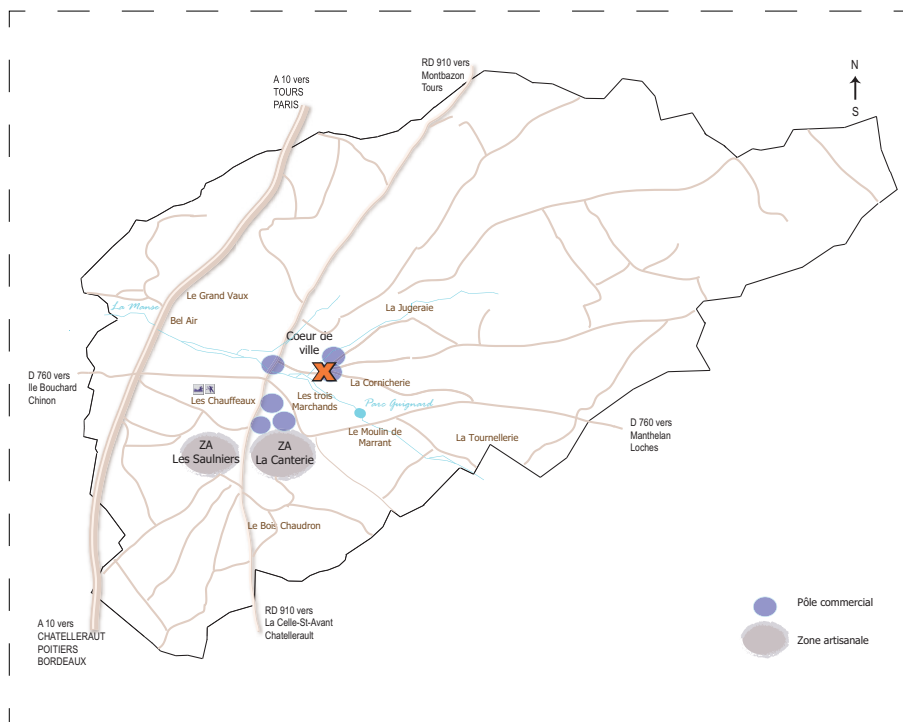 RD 910 vers
Montbazon
Tours
A 10 vers
TOURS
PARIS
N
S
Le Grand Vaux
La Manse
Bel Air
La Jugeraie
Coeur de
ville
D 760 vers
Ile Bouchard
Chinon
La Cornicherie
Les Chauffeaux
Les trois
Marchands
Parc Guignard
Le Moulin de
Marrant
La Tournellerie
D 760 vers
Manthelan
Loches
ZA
Les Saulniers
ZA
La Canterie
Le Bois Chaudron
RD 910 vers
La Celle-St-Avant
Chatellerault
A 10 vers
CHATELLERAUT
POITIERS
BORDEAUX
Pôle commercial
Zone artisanale